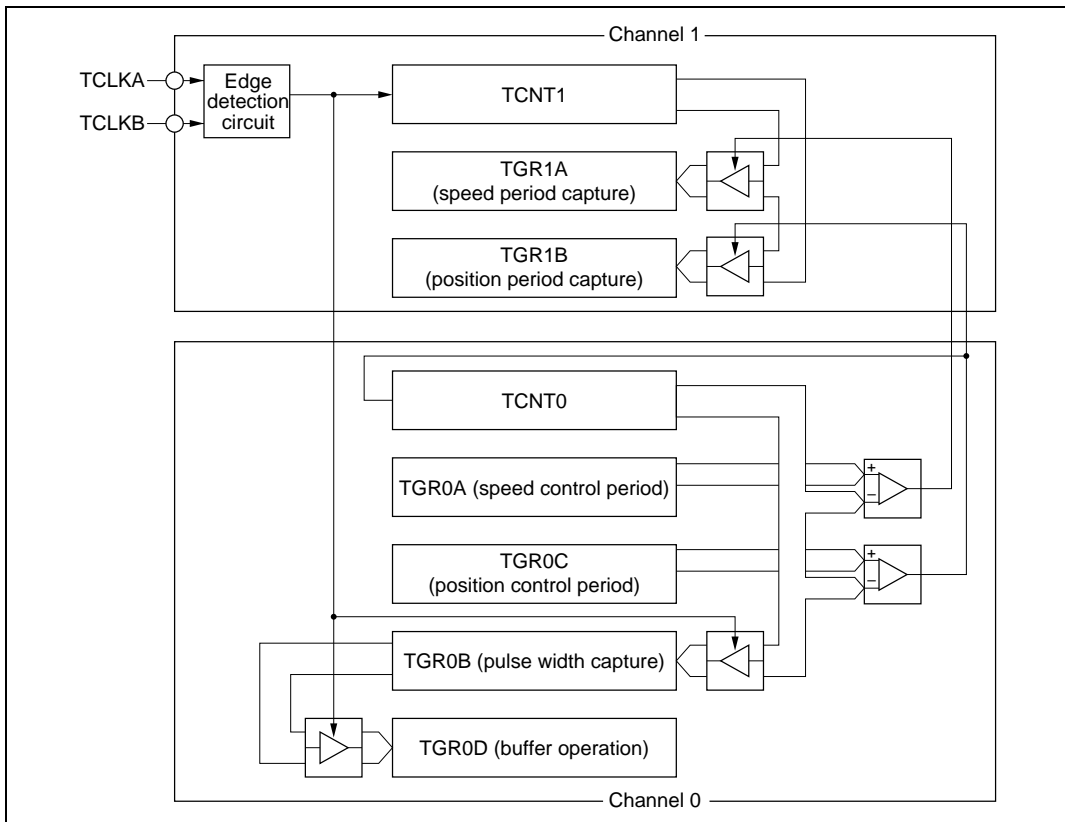 Channel 1
TCLKA
TCLKB
Edge
detection
circuit
TCNT1
TGR1A
(speed period capture)
TGR1B
(position period capture)
TCNT0
TGR0A (speed control period)
+
−
TGR0C
(position control period)
+
−
TGR0B (pulse width capture)
TGR0D (buffer operation)
Channel 0